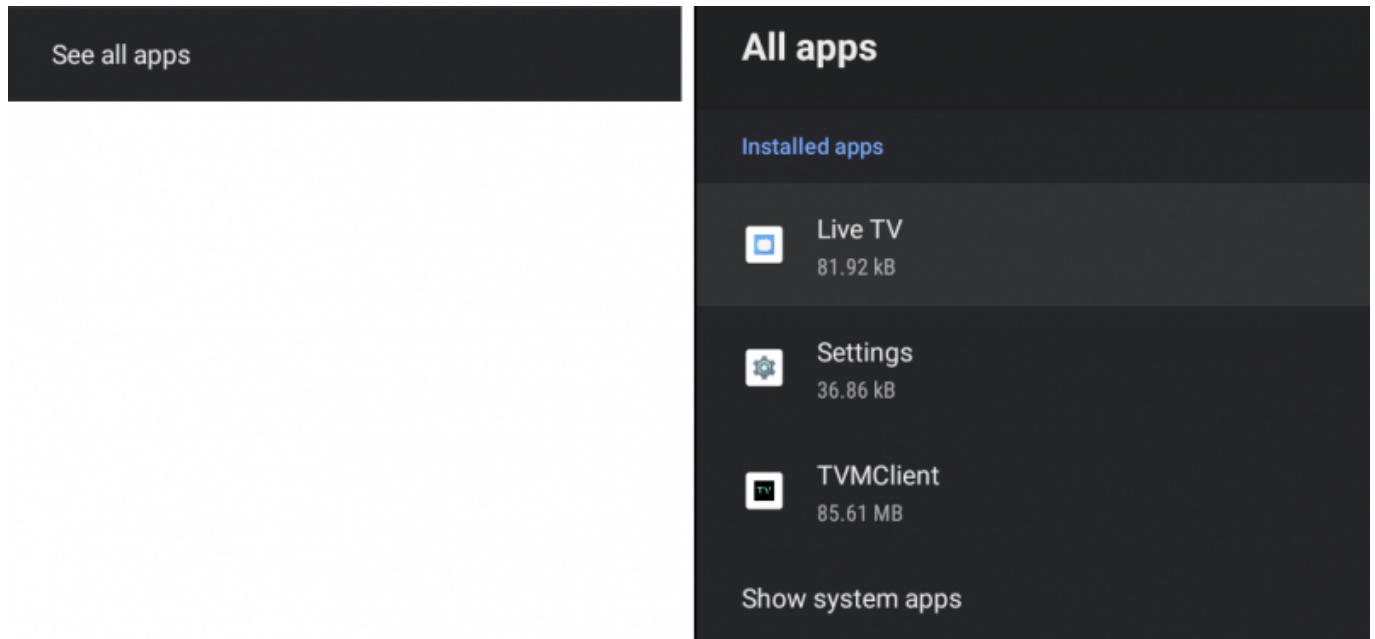 See all apps
All apps
Installed apps
Live TV
81.92 kB
Settings
36.86 kB
TV
TVMClient
85.61 MB
Show system apps